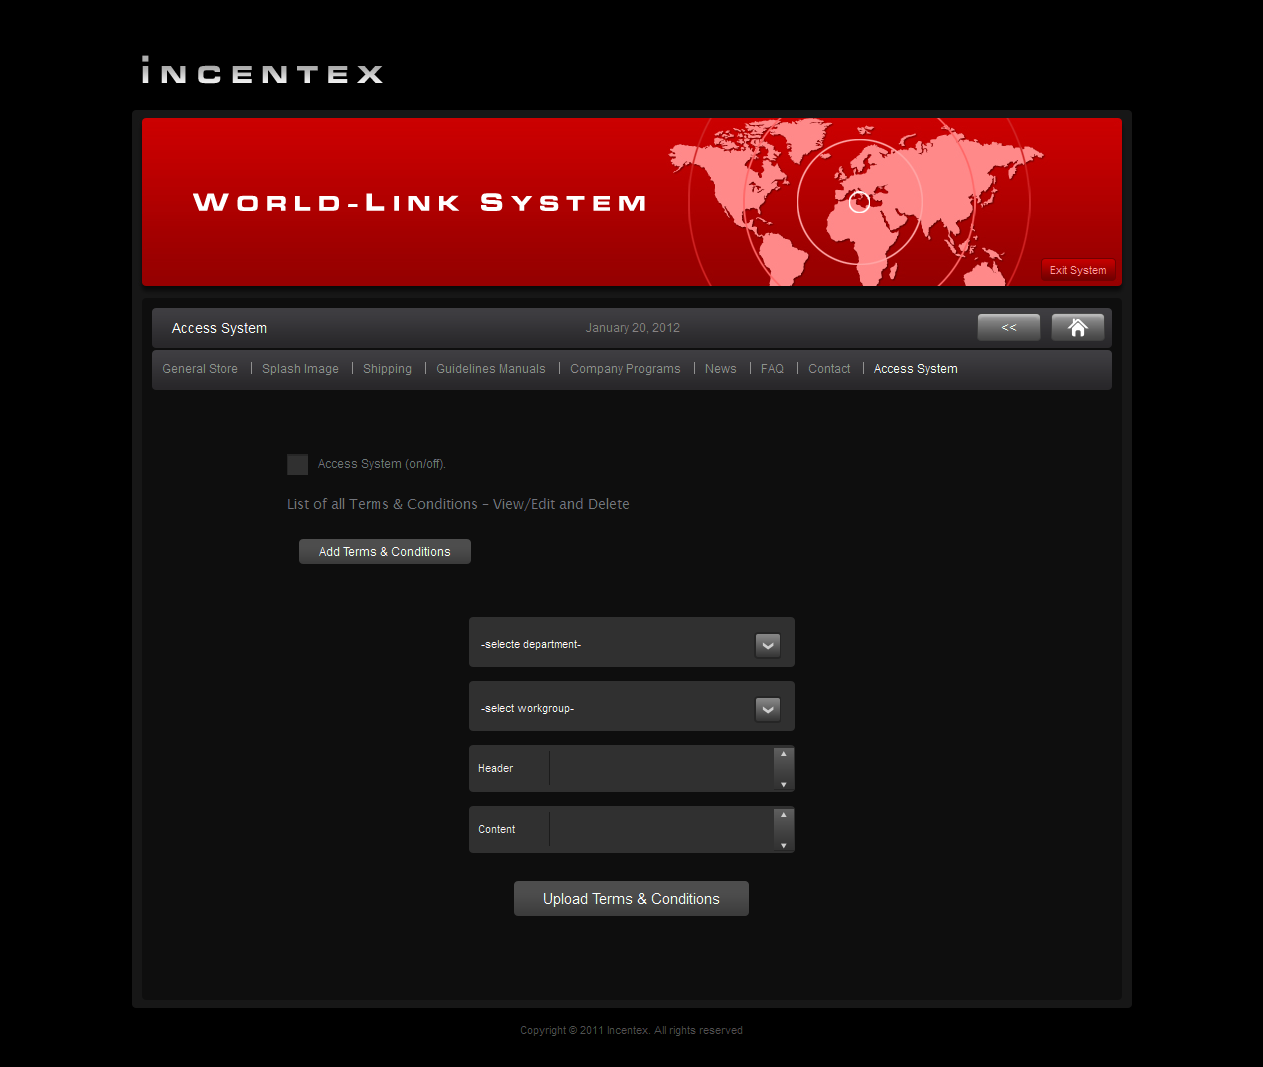 iNCENTEX
World-Link System
Exit System
Access System January 20, 2012 <<
General Store | Splash Image | Shipping | Guidelines Manuals | Company Programs | News | FAQ | Contact | Access System
Access System (on/off).
List of all Terms & Conditions – View/Edit and Delete
Add Terms & Conditions
-selecte department-
-select workgroup-
Header
Content
Upload Terms & Conditions
Copyright © 2011 Incentex. All rights reserved